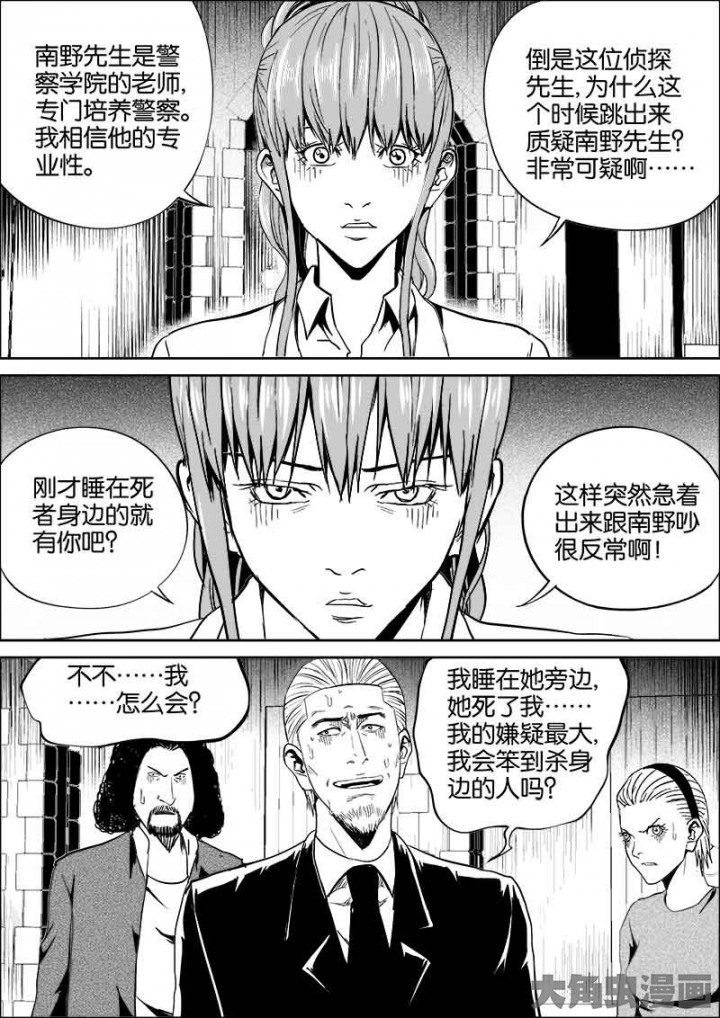 南野先生是警
察学院的老师,
专门培养警察。
我相信他的专
业性。
倒是这位侦探
先生,为什么这
个时候跳出来
质疑南野先生?
非常可疑啊……
刚才睡在死
者身边的就
有你吧?
这样突然急着
出来跟南野吵
很反常啊!
不不……我
……怎么会?
我睡在她旁边,
她死了我……
我的嫌疑最大,
我会笨到杀身
边的人吗?
大角虫漫画